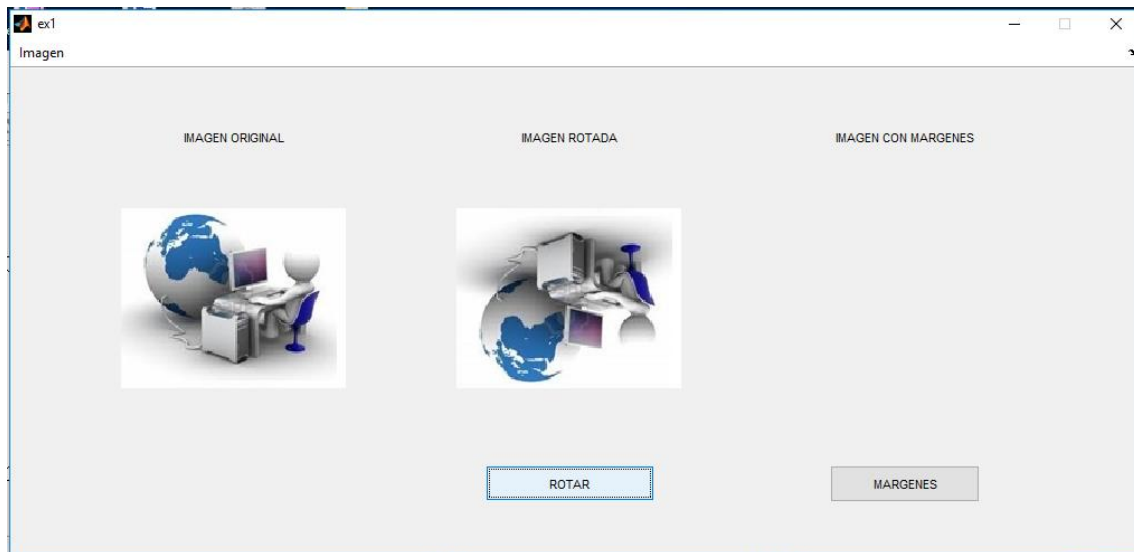 ex1
Imagen
IMAGEN ORIGINAL
IMAGEN ROTADA
IMAGEN CON MARGENES
ROTAR
MARGENES